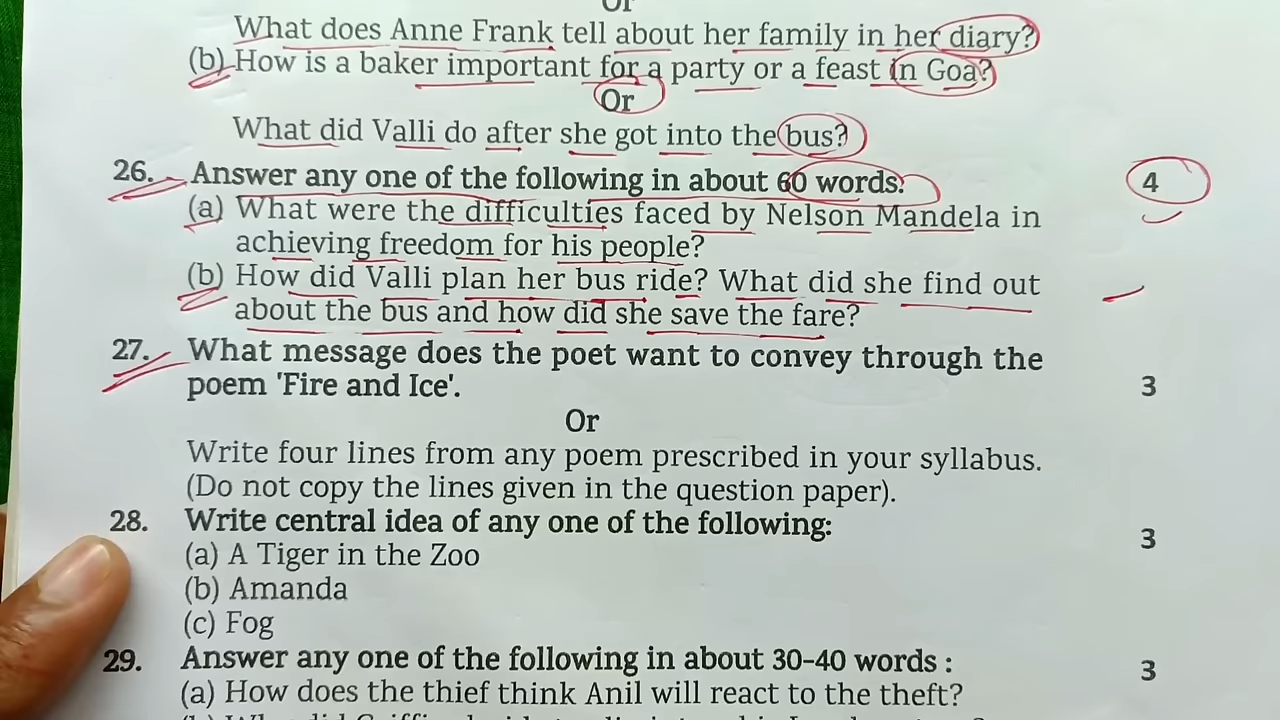 Or
What does Anne Frank tell about her family in her diary?
(b) How is a baker important for a party or a feast in Goa?
Or
What did Valli do after she got into the bus?
26. Answer any one of the following in about 60 words. 4
(a) What were the difficulties faced by Nelson Mandela in
achieving freedom for his people?
(b) How did Valli plan her bus ride? What did she find out
about the bus and how did she save the fare?
27. What message does the poet want to convey through the
poem 'Fire and Ice'. 3
Or
Write four lines from any poem prescribed in your syllabus.
(Do not copy the lines given in the question paper).
28. Write central idea of any one of the following: 3
(a) A Tiger in the Zoo
(b) Amanda
(c) Fog
29. Answer any one of the following in about 30-40 words : 3
(a) How does the thief think Anil will react to the theft?